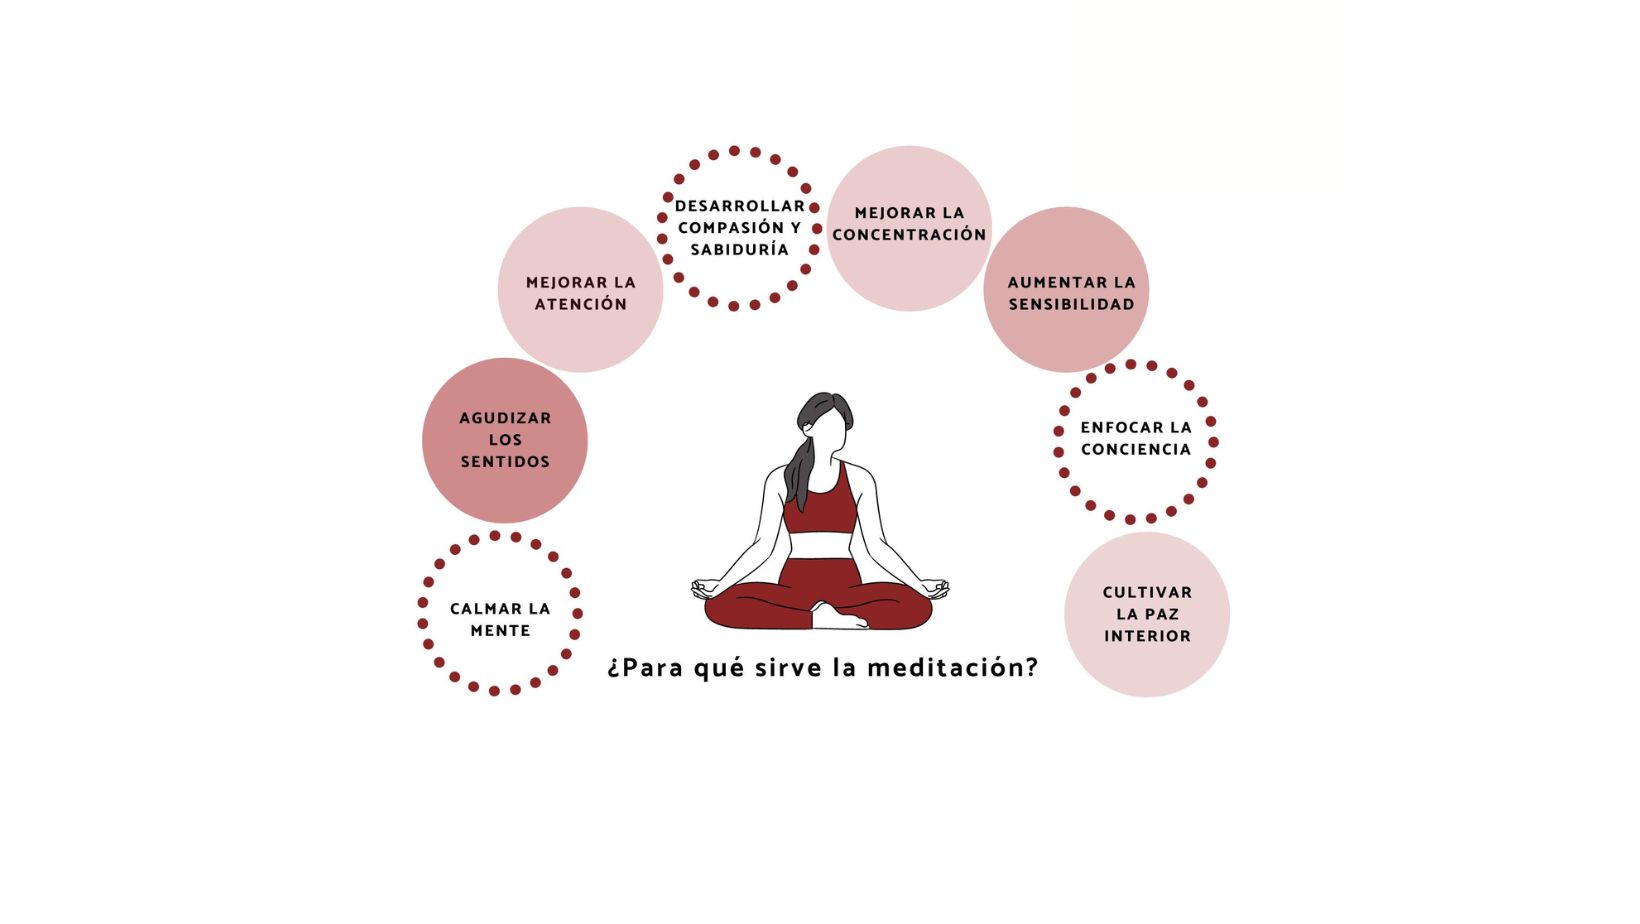 DESARROLLAR
COMPASIÓN Y
SABIDURÍA
MEJORAR LA
CONCENTRACIÓN
MEJORAR LA
ATENCIÓN
AUMENTAR LA
SENSIBILIDAD
AGUDIZAR
LOS
SENTIDOS
ENFOCAR LA
CONCIENCIA
CALMAR LA
MENTE
CULTIVAR
LA PAZ
INTERIOR
¿Para qué sirve la meditación?